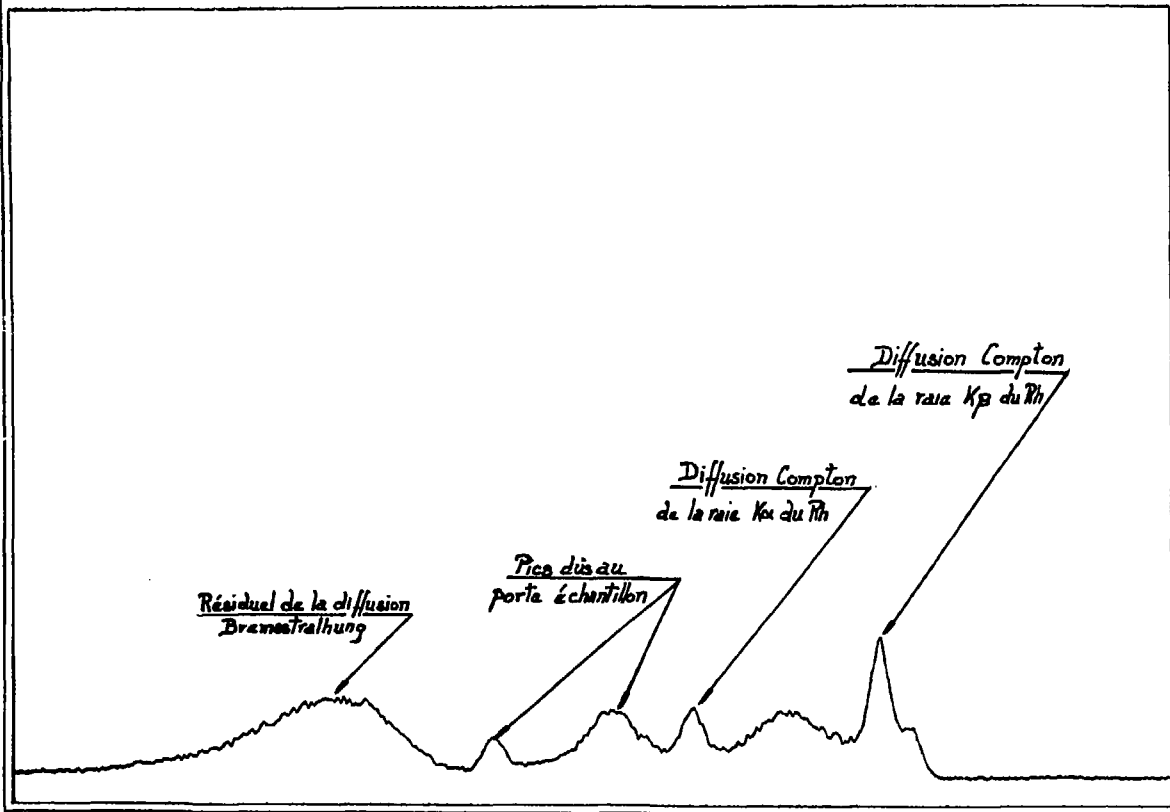 Diffusion Compton
de la raie Kβ du Rh
Diffusion Compton
de la raie Kα du Rh
Pics dûs au
porte échantillon
Résiduel de la diffusion
Bremestralhung